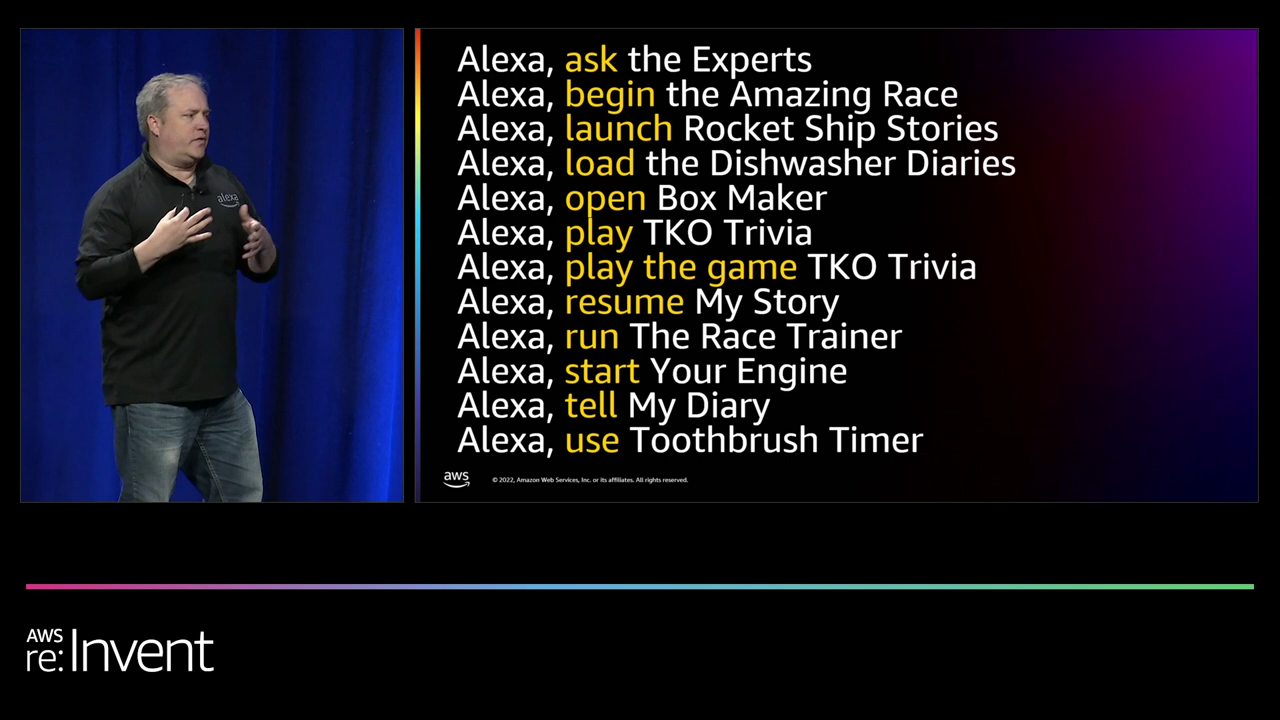 alexa
Alexa, ask the Experts
Alexa, begin the Amazing Race
Alexa, launch Rocket Ship Stories
Alexa, load the Dishwasher Diaries
Alexa, open Box Maker
Alexa, play TKO Trivia
Alexa, play the game TKO Trivia
Alexa, resume My Story
Alexa, run The Race Trainer
Alexa, start Your Engine
Alexa, tell My Diary
Alexa, use Toothbrush Timer
aws
© 2022, Amazon Web Services, Inc. or its affiliates. All rights reserved.
AWS
re:Invent